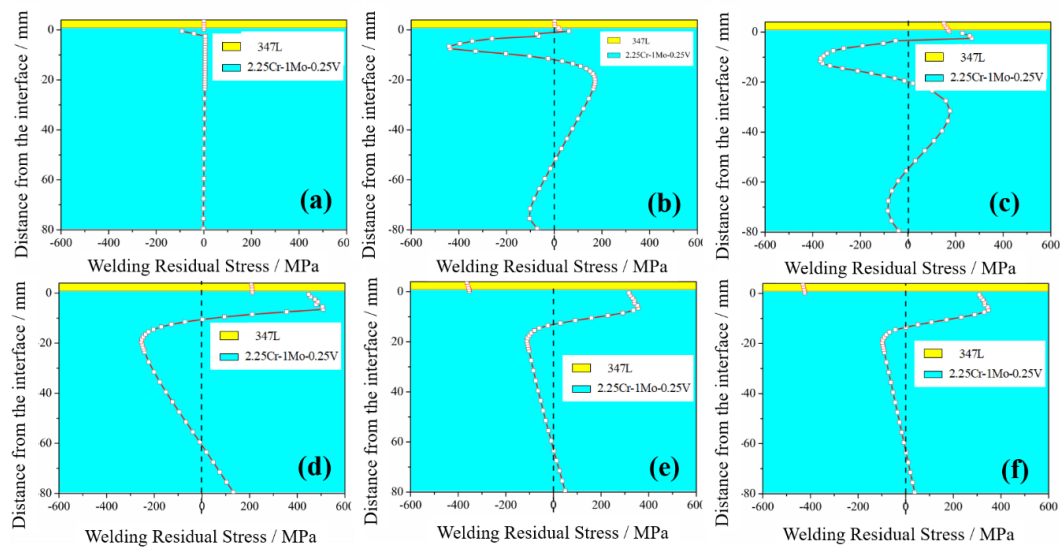 Distance from the interface / mm
0
20
40
60
80
347L
2.25Cr-1Mo-0.25V
(a)
-600 -400 -200 0 200 400 600
Welding Residual Stress / MPa
Distance from the interface / mm
0
-20
-40
-60
-80
347L
2.25Cr-1Mo-0.25V
(b)
-600 -400 -200 0 200 400 600
Welding Residual Stress / MPa
Distance from the interface / mm
0
-20
-40
-60
-80
347L
2.25Cr-1Mo-0.25V
(c)
-600 -400 -200 0 200 400 600
Welding Residual Stress / MPa
Distance from the interface / mm
0
20
40
60
80
347L
2.25Cr-1Mo-0.25V
(d)
-600 -400 -200 0 200 400 600
Welding Residual Stress / MPa
Distance from the interface / mm
0
20
40
60
80
347L
2.25Cr-1Mo-0.25V
(e)
-600 -400 -200 0 200 400 600
Welding Residual Stress / MPa
Distance from the interface / mm
0
20
40
60
80
347L
2.25Cr-1Mo-0.25V
(f)
-600 -400 -200 0 200 400 600
Welding Residual Stress / MPa